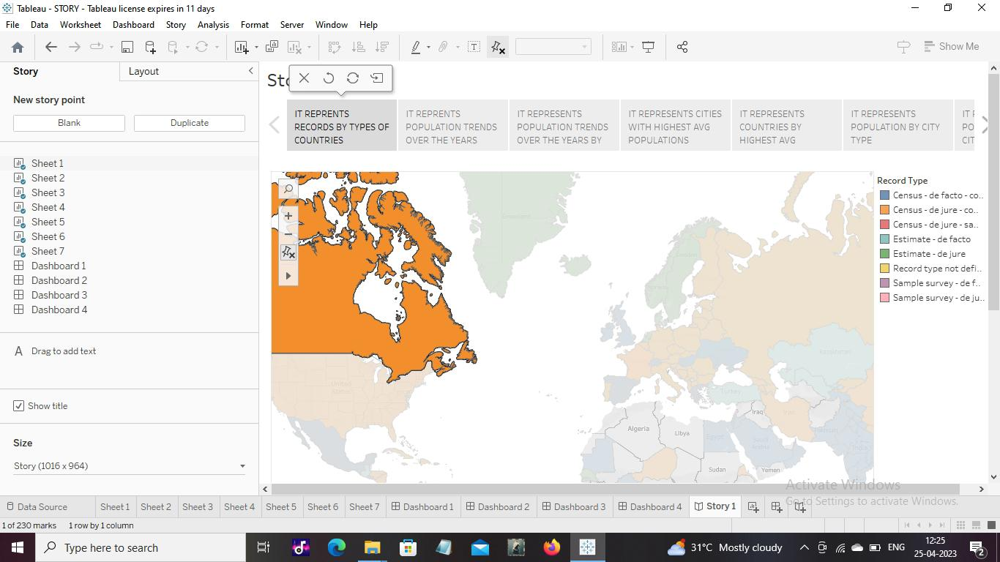 Tableau - STORY - Tableau license expires in 11 days
File Data Worksheet Dashboard Story Analysis Format Server Window Help
Show Me
Story
Layout
New story point
Blank
Duplicate
Sheet 1
Sheet 2
Sheet 3
Sheet 4
Sheet 5
Sheet 6
Sheet 7
Dashboard 1
Dashboard 2
Dashboard 3
Dashboard 4
A Drag to add text
Show title
Size
Story (1016 x 964)
IT REPRENTS
RECORDS BY TYPES OF
COUNTRIES
IT REPRENTS
POPULATION TRENDS
OVER THE YEARS
IT REPRESENTS
POPULATION TRENDS
OVER THE YEARS BY
IT REPRESENTS CITIES
WITH HIGHEST AVG
POPULATIONS
IT REPRESENTS
COUNTRIES BY
HIGHEST AVG
IT REPRESENTS
POPULATION BY CITY
TYPE
Greenland
Sweden
Norway
United
States
Kazakhstan
Turkey
Iraq
Iran
Algeria
Libya
Egypt
Saudi
Arabia
Pakistan
India
Sudan
Yemen
Record Type
Census - de facto - co..
Census - de jure - co..
Census - de jure - sa..
Estimate - de facto
Estimate - de jure
Record type not defi..
Sample survey - de f..
Sample survey - de ju..
Activate Windows
Go to Settings to activate Windows.
Data Source Sheet 1 Sheet 2 Sheet 3 Sheet 4 Sheet 5 Sheet 6 Sheet 7 Dashboard 1 Dashboard 2 Dashboard 3 Dashboard 4 Story 1
1 of 230 marks 1 row by 1 column
Type here to search
31°C Mostly cloudy
ENG
12:25
25-04-2023
2